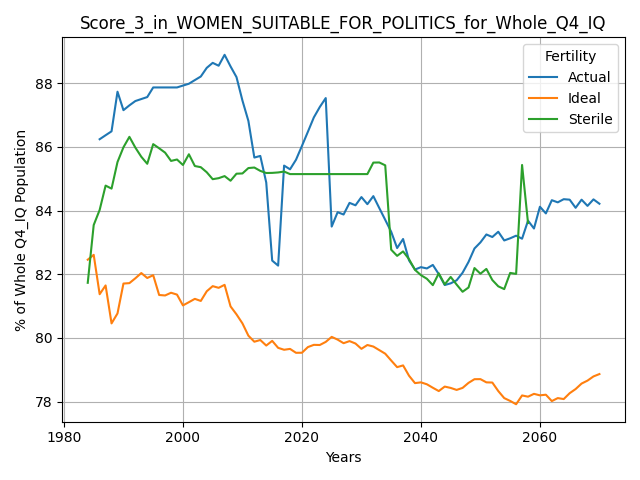 Score_3_in_WOMEN_SUITABLE_FOR_POLITICS_for_Whole_Q4_IQ
Fertility
Actual
Ideal
Sterile
% of Whole Q4_IQ Population
88
86
84
82
80
78
1980
2000
2020
2040
2060
Years